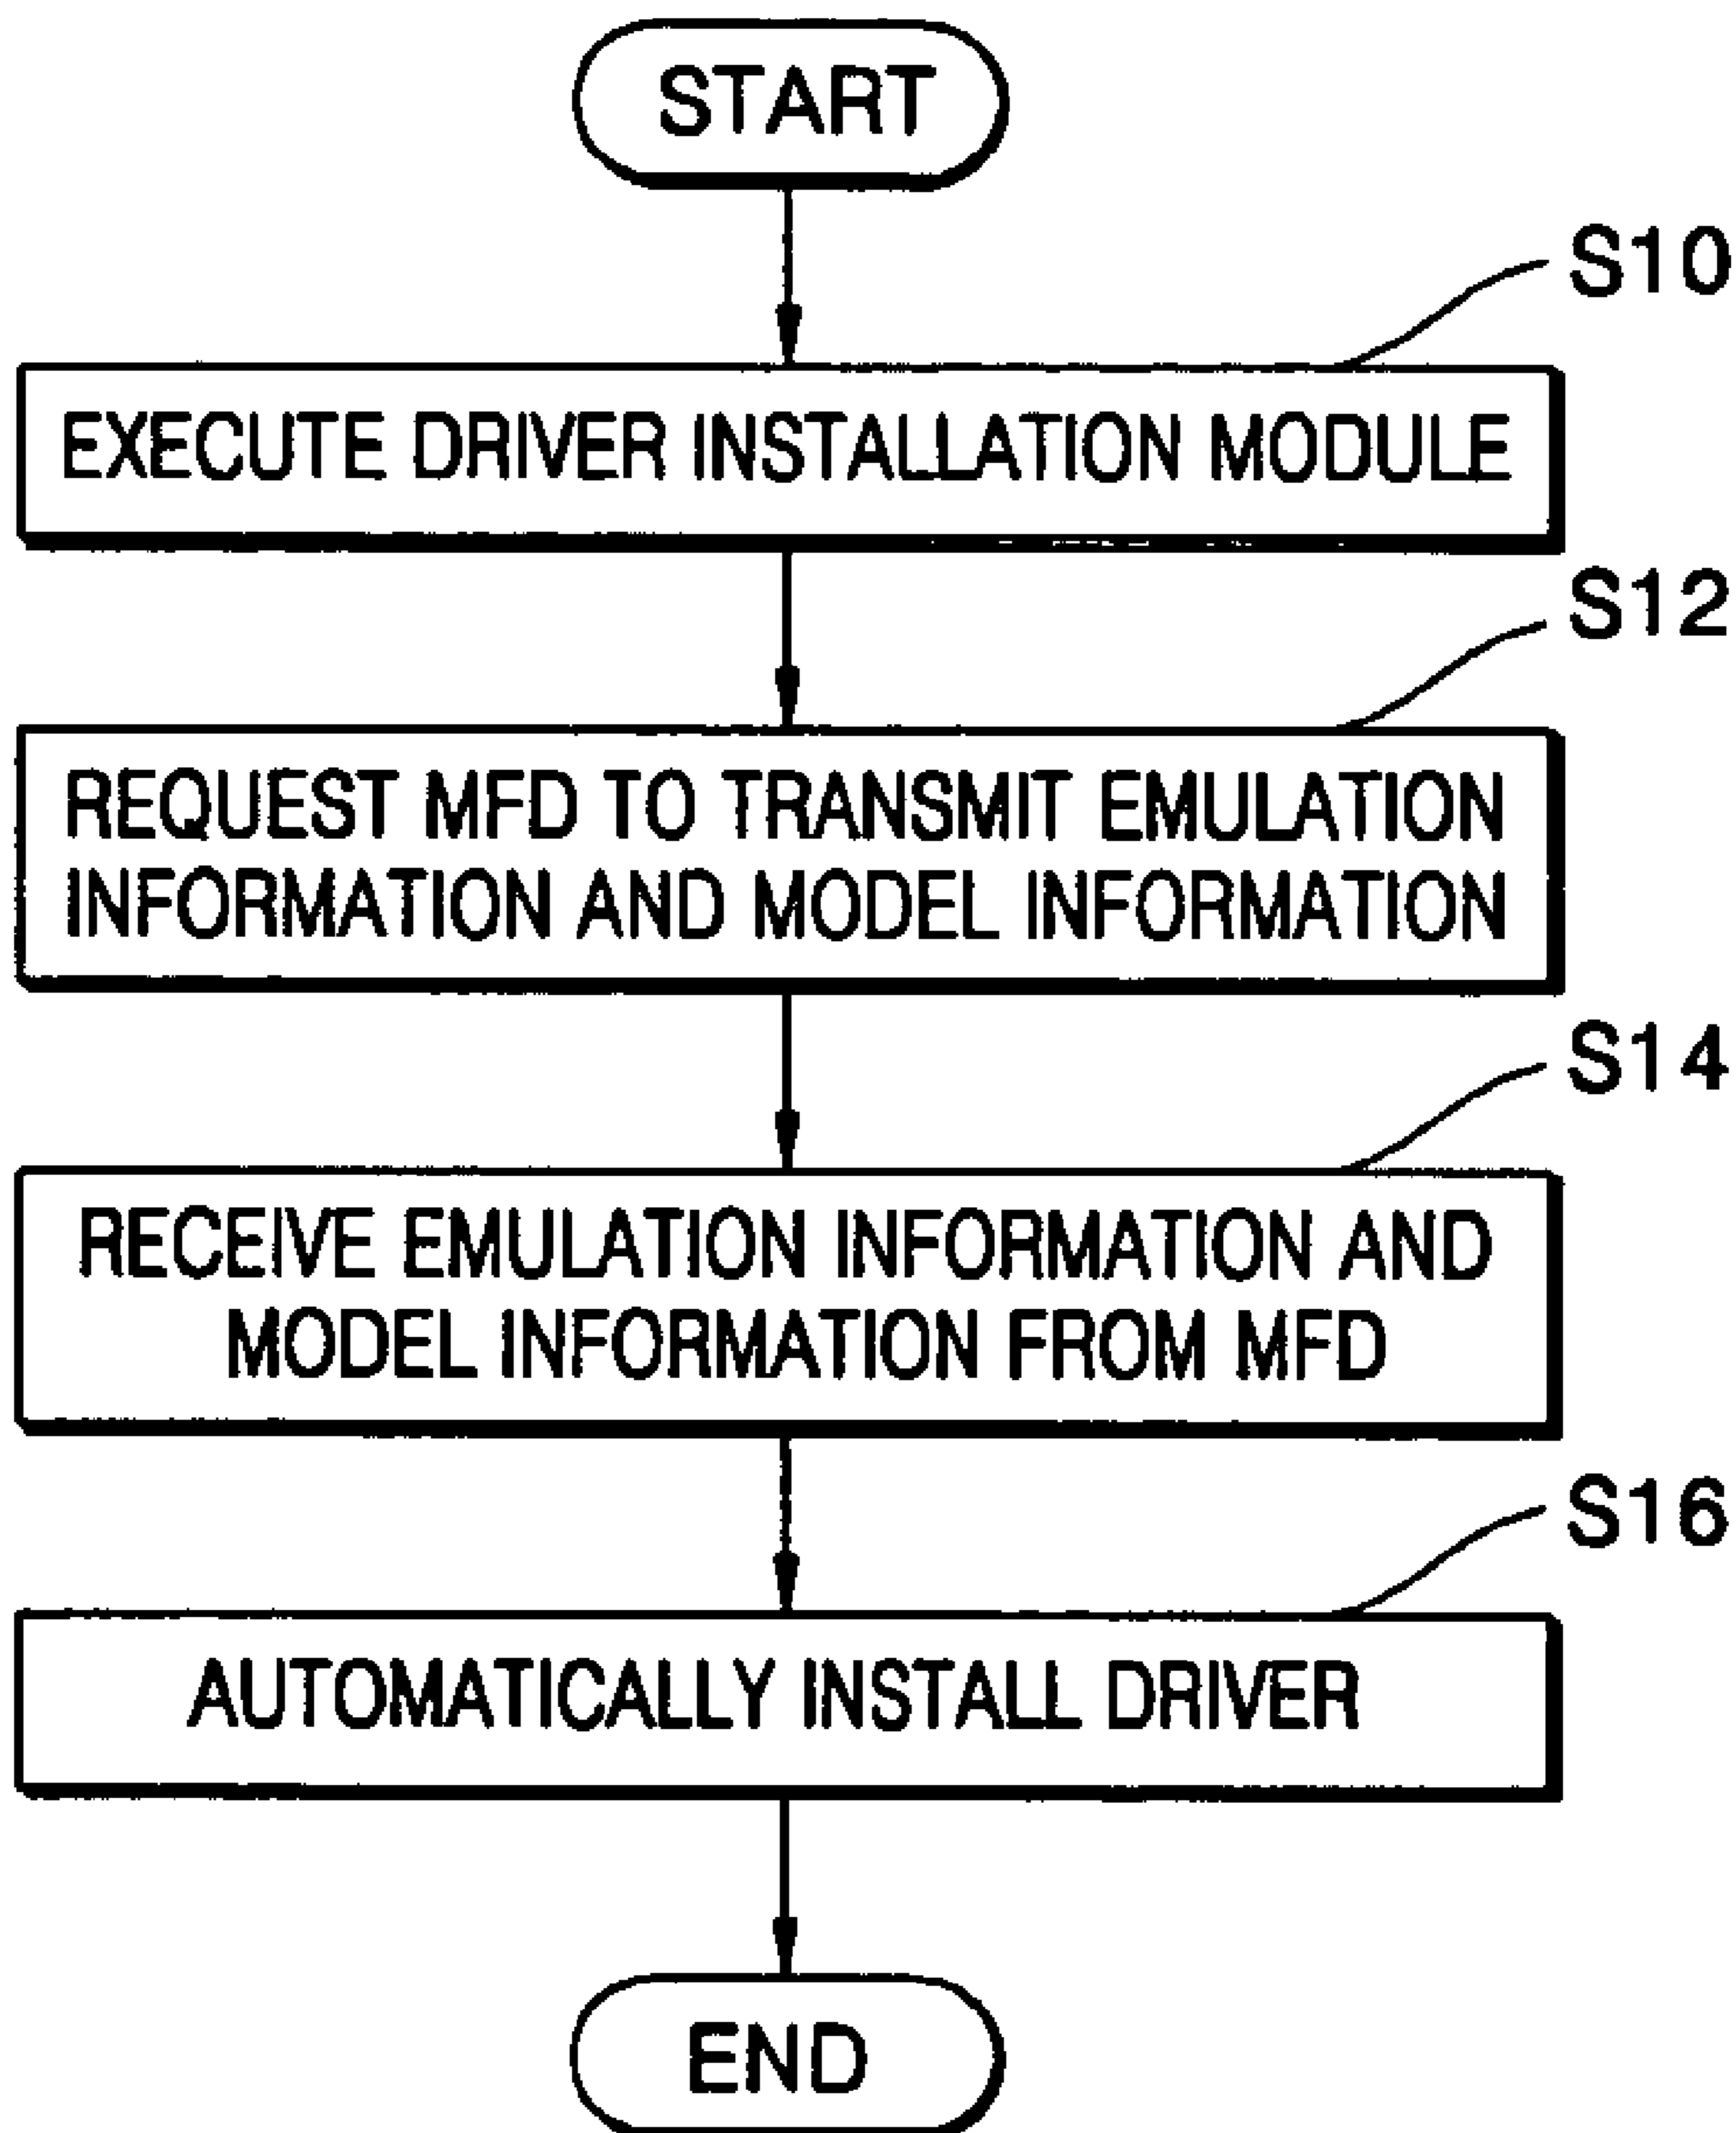 START
S10
EXECUTE DRIVER INSTALLATION MODULE
S12
REQUEST MFD TO TRANSMIT EMULATION
INFORMATION AND MODEL INFORMATION
S14
RECEIVE EMULATION INFORMATION AND
MODEL INFORMATION FROM MFD
S16
AUTOMATICALLY INSTALL DRIVER
END